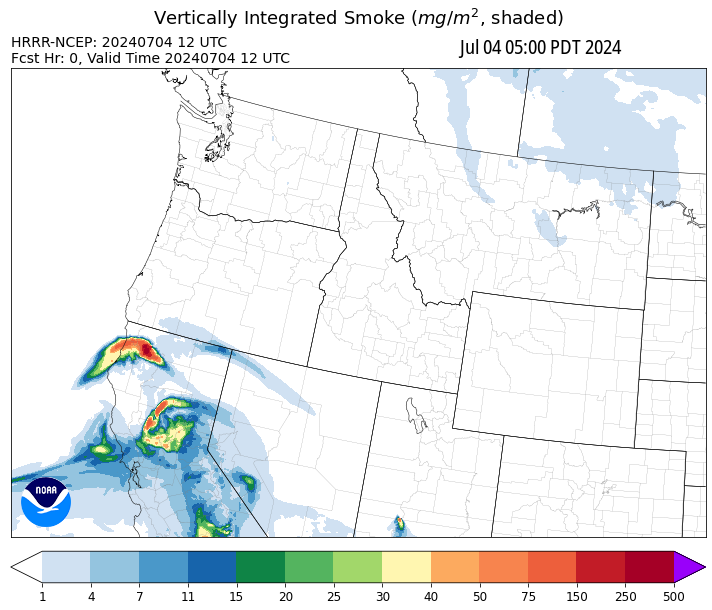 Vertically Integrated Smoke (mg/m², shaded)
HRRR-NCEP: 20240704 12 UTC
Fcst Hr: 0, Valid Time 20240704 12 UTC
Jul 04 05:00 PDT 2024
NOAA
1 4 7 11 15 20 25 30 40 50 75 150 250 500